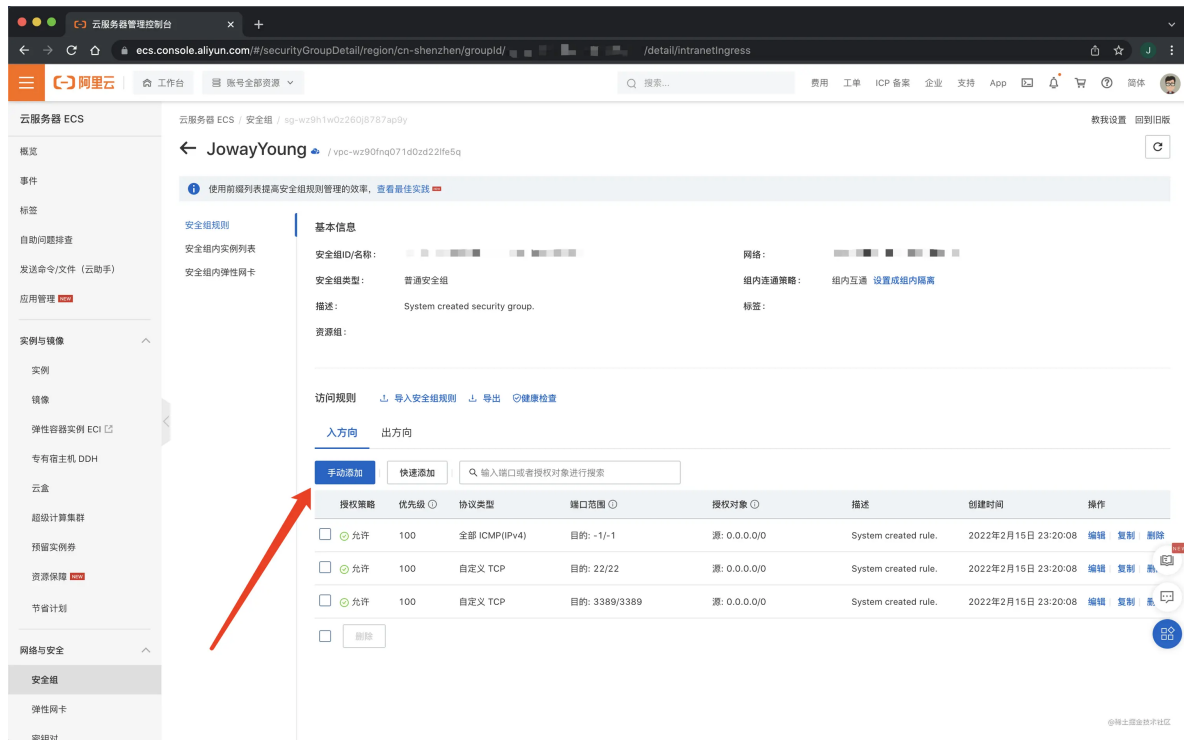 云服务器管理控制台
ecs.console.aliyun.com/#/securityGroupDetail/region/cn-shenzhen/groupId/ /detail/intranetIngress
阿里云 工作台 账号全部资源 搜索... 费用 工单 ICP 备案 企业 支持 App 简体
云服务器 ECS
概览
事件
标签
自助问题排查
发送命令/文件（云助手）
应用管理 NEW
实例与镜像
实例
镜像
弹性容器实例 ECI
专有宿主机 DDH
云盒
超级计算集群
预留实例券
资源保障 NEW
节省计划
网络与安全
安全组
弹性网卡
密钥对
云服务器 ECS / 安全组 / sg-wz9h1w0z260j8787ap9y 教我设置 回到旧版
JowayYoung / vpc-wz90fnq071d0zd22lfe5q
使用前缀列表提高安全组规则管理的效率，查看最佳实践
安全组规则
安全组内实例列表
安全组内弹性网卡
基本信息
安全组ID/名称： 网络：
安全组类型： 普通安全组 组内连通策略： 组内互通 设置成组内隔离
描述： System created security group. 标签：
资源组：
访问规则 导入安全组规则 导出 健康检查
入方向 出方向
手动添加 快速添加 输入端口或者授权对象进行搜索
授权策略 优先级 协议类型 端口范围 授权对象 描述 创建时间 操作
允许 100 全部 ICMP(IPv4) 目的: -1/-1 源: 0.0.0.0/0 System created rule. 2022年2月15日 23:20:08 编辑 复制 删除
允许 100 自定义 TCP 目的: 22/22 源: 0.0.0.0/0 System created rule. 2022年2月15日 23:20:08 编辑 复制
允许 100 自定义 TCP 目的: 3389/3389 源: 0.0.0.0/0 System created rule. 2022年2月15日 23:20:08 编辑 复制
删除
@稀土掘金技术社区